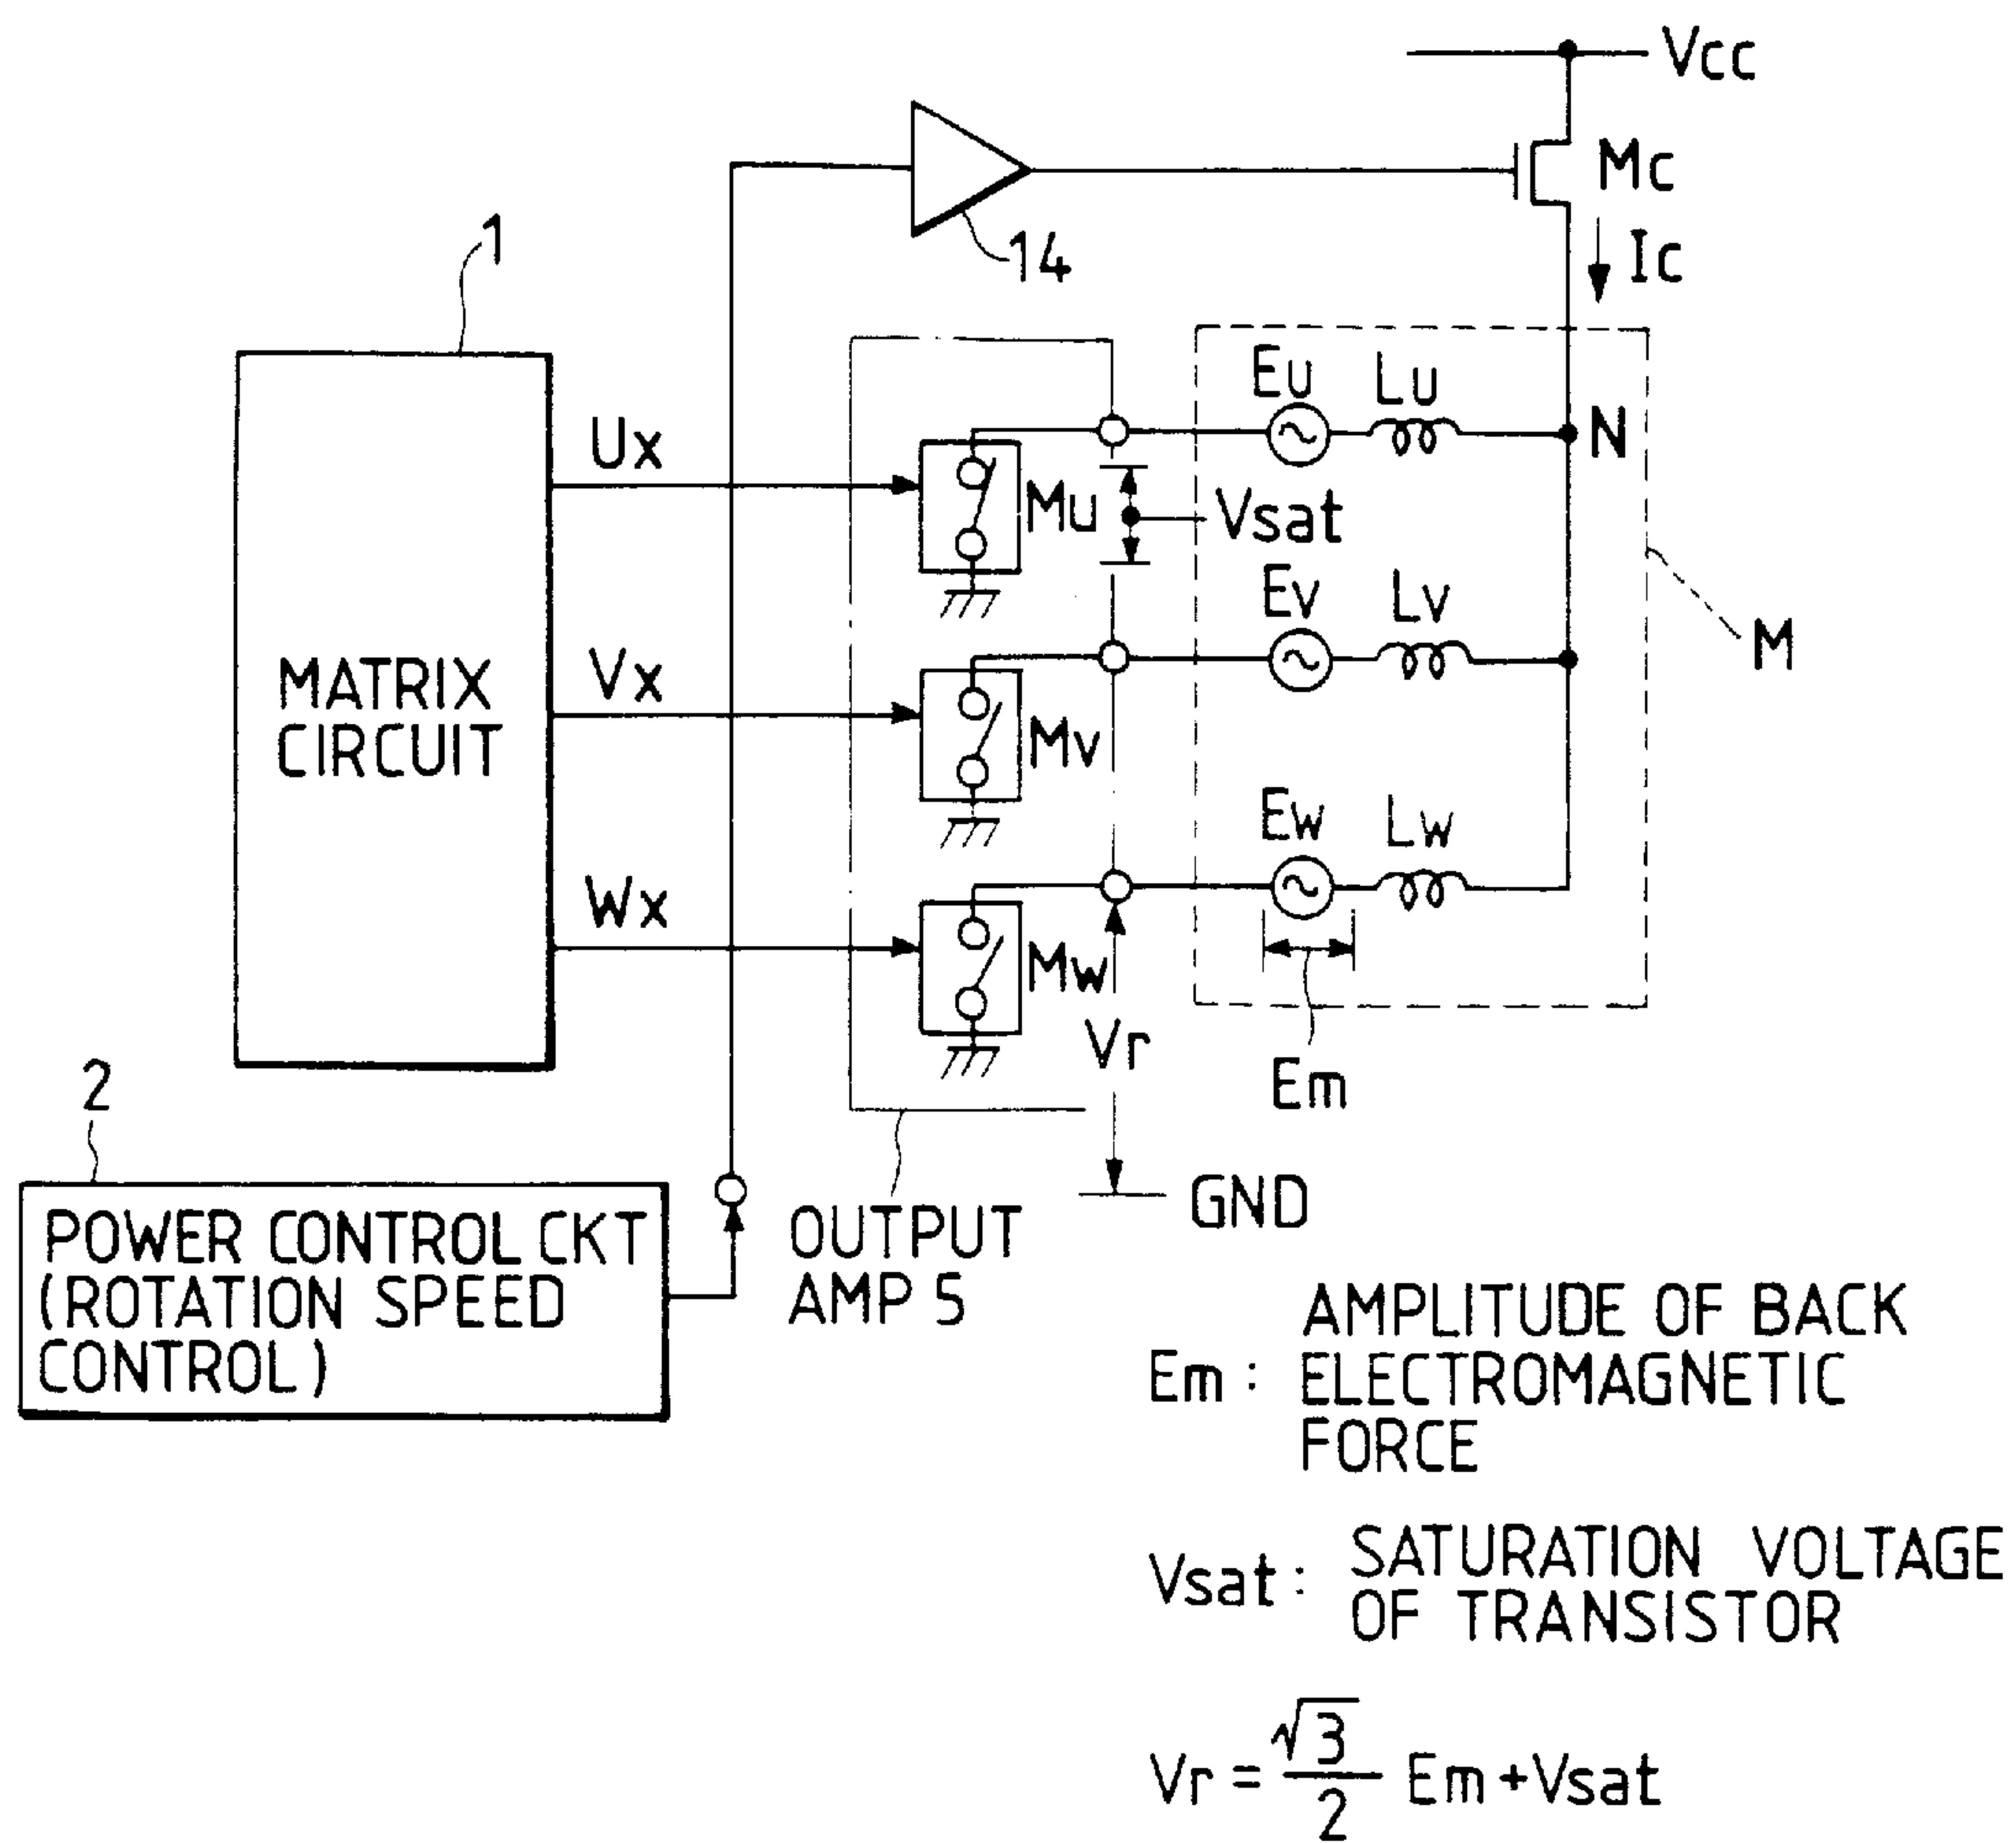 Vcc
Mc
14
Ic
1
Eu Lu
N
Ux
Mu
Vsat
Ev Lv
M
MATRIX
CIRCUIT
Vx
Mv
Ew Lw
Wx
Mw
Vr
Em
2
GND
POWER CONTROL CKT
(ROTATION SPEED
CONTROL)
OUTPUT
AMP 5
Em: AMPLITUDE OF BACK
ELECTROMAGNETIC
FORCE
Vsat: SATURATION VOLTAGE
OF TRANSISTOR
Vr = √3/2 Em + Vsat